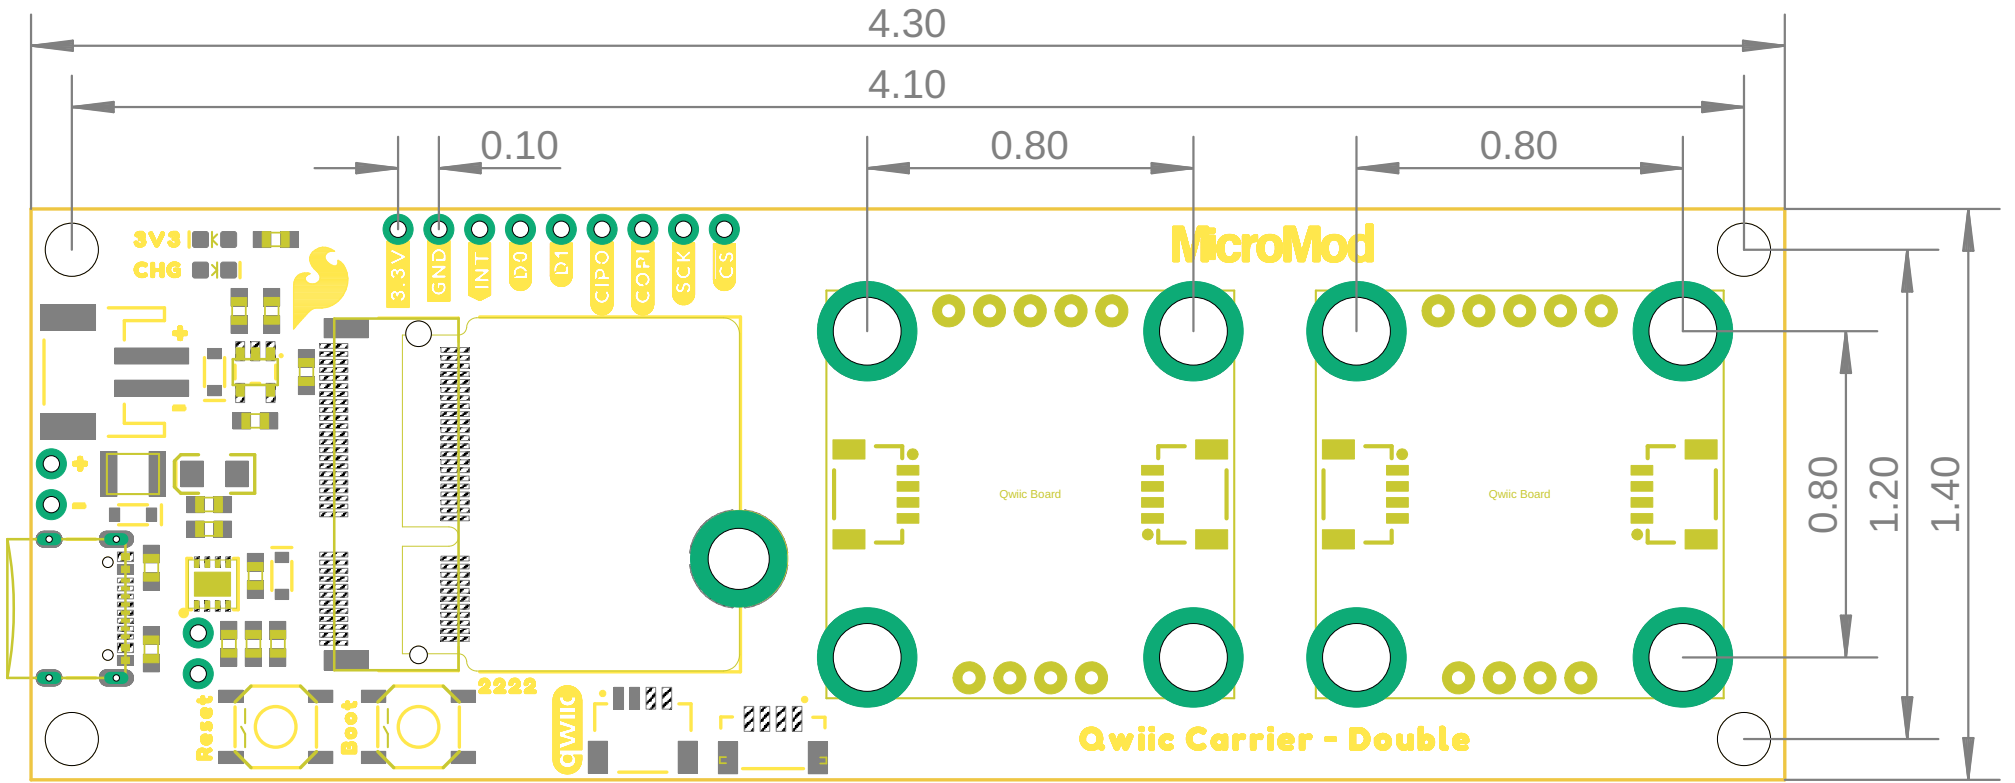 4.30
4.10
0.10
0.80
0.80
3V3
CHG
3.3V
GND
INT
D0
D1
CIPO
COPI
SCK
CS
MicroMod
+
-
+
-
Qwiic Board
Qwiic Board
0.80
1.20
1.40
2222
Reset
Boot
qwiic
Qwiic Carrier - Double